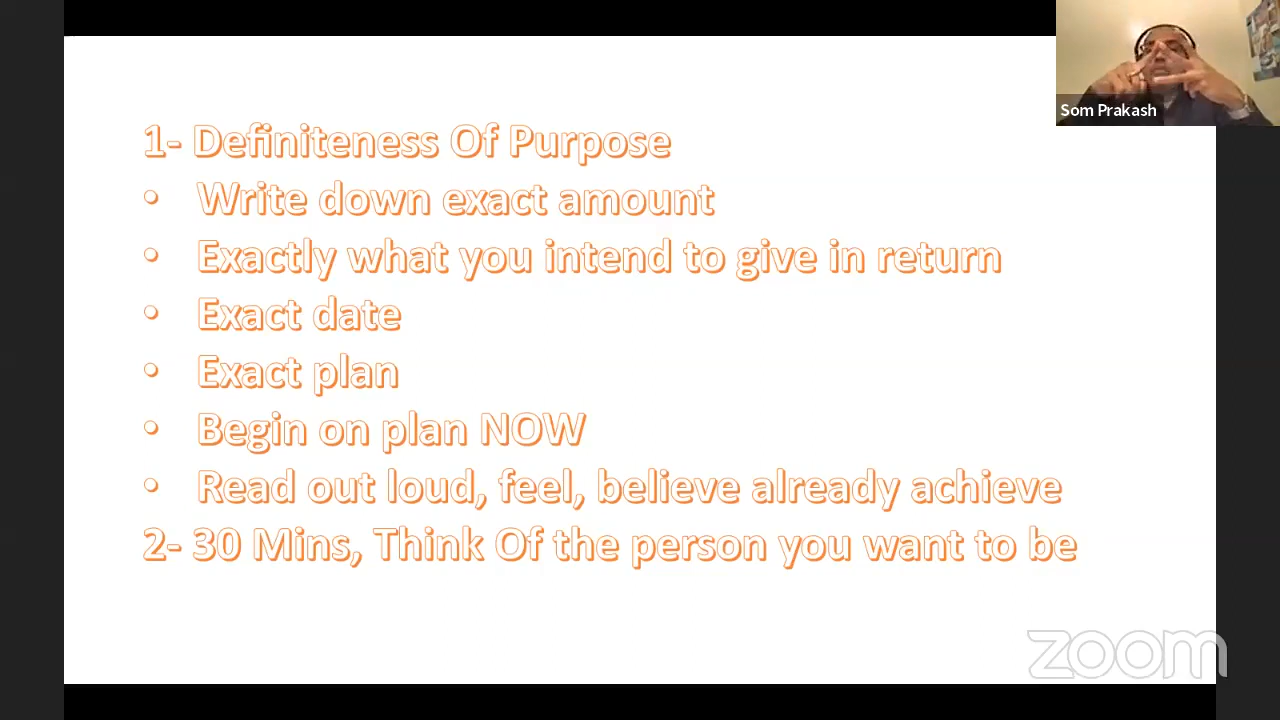 Som Prakash
1- Definiteness Of Purpose
• Write down exact amount
• Exactly what you intend to give in return
• Exact date
• Exact plan
• Begin on plan NOW
• Read out loud, feel, believe already achieve
2- 30 Mins, Think Of the person you want to be
zoom